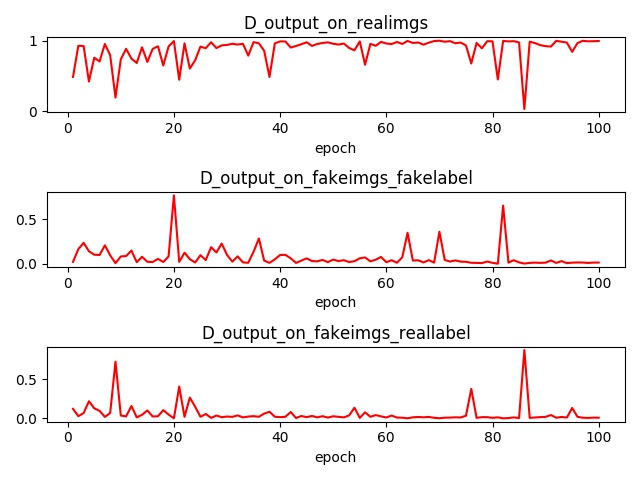 D_output_on_realimgs
1
0
0 20 40 60 80 100
epoch
D_output_on_fakeimgs_fakelabel
0.5
0.0
0 20 40 60 80 100
epoch
D_output_on_fakeimgs_reallabel
0.5
0.0
0 20 40 60 80 100
epoch